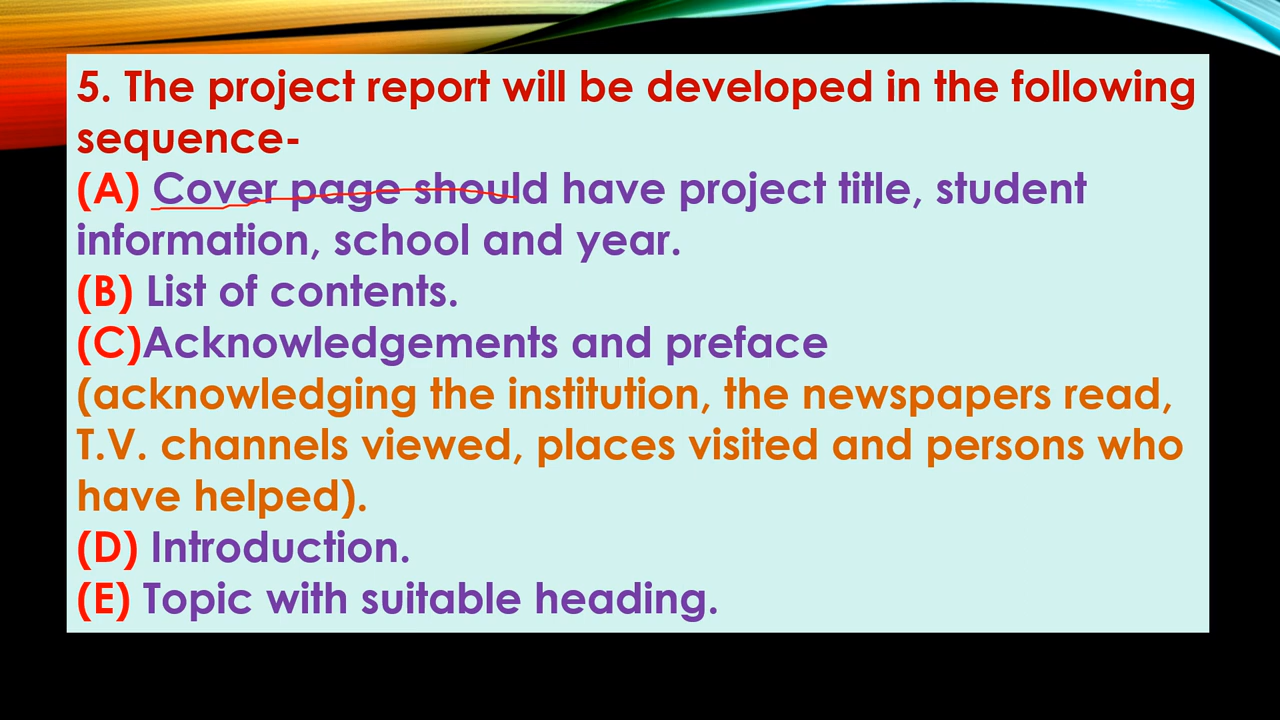 5. The project report will be developed in the following
sequence-
(A) Cover page should have project title, student
information, school and year.
(B) List of contents.
(C)Acknowledgements and preface
(acknowledging the institution, the newspapers read,
T.V. channels viewed, places visited and persons who
have helped).
(D) Introduction.
(E) Topic with suitable heading.